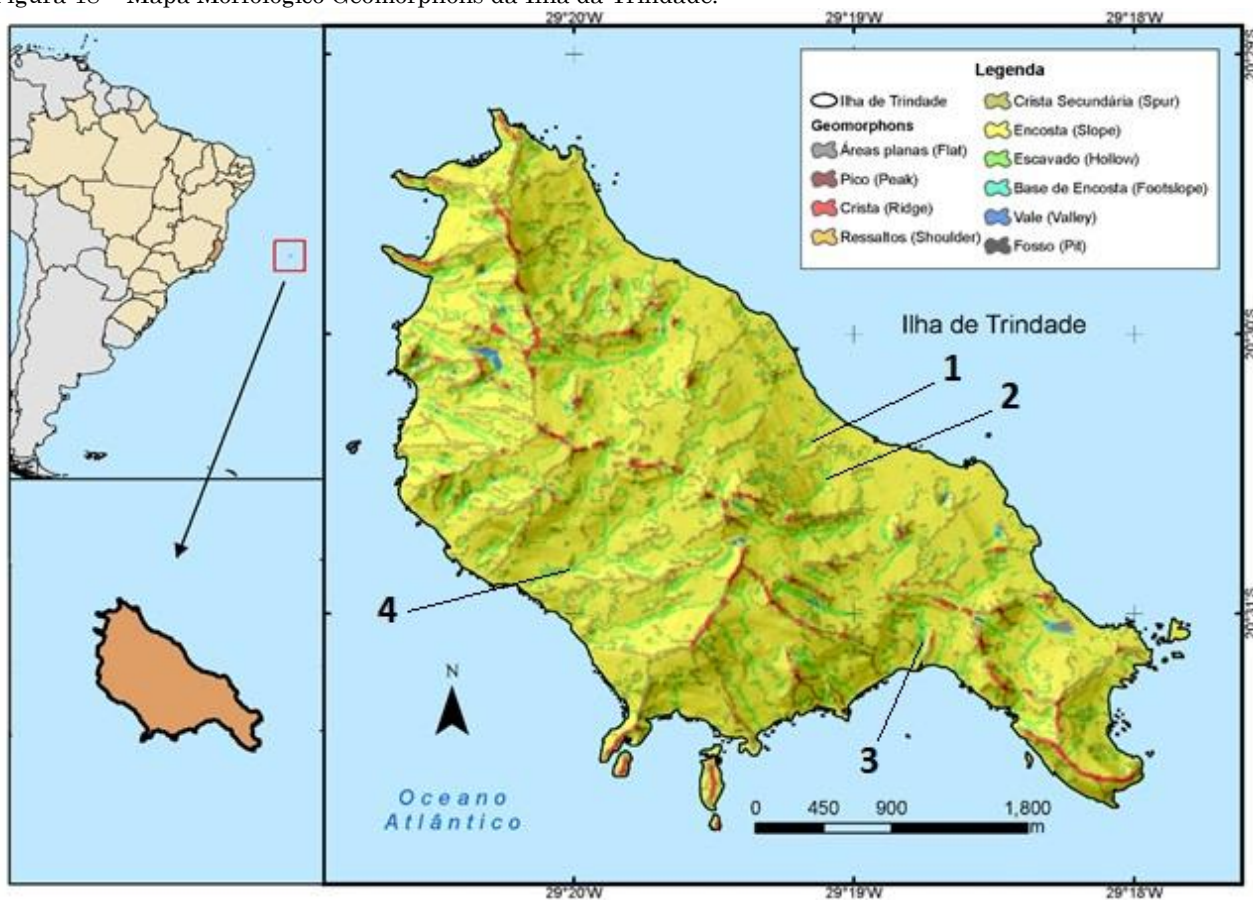 Figura 18 – Mapa Morfológico Geomorphons da Ilha da Trindade.
29°20'W 29°19'W 29°18'W
Legenda
Ilha de Trindade
Geomorphons
Áreas planas (Flat)
Pico (Peak)
Crista (Ridge)
Ressaltos (Shoulder)
Crista Secundária (Spur)
Encosta (Slope)
Escavado (Hollow)
Base de Encosta (Footslope)
Vale (Valley)
Fosso (Pit)
Ilha de Trindade
1
2
3
4
N
Oceano
Atlântico
0 450 900 1,800
m
29°20'W 29°19'W 29°18'W